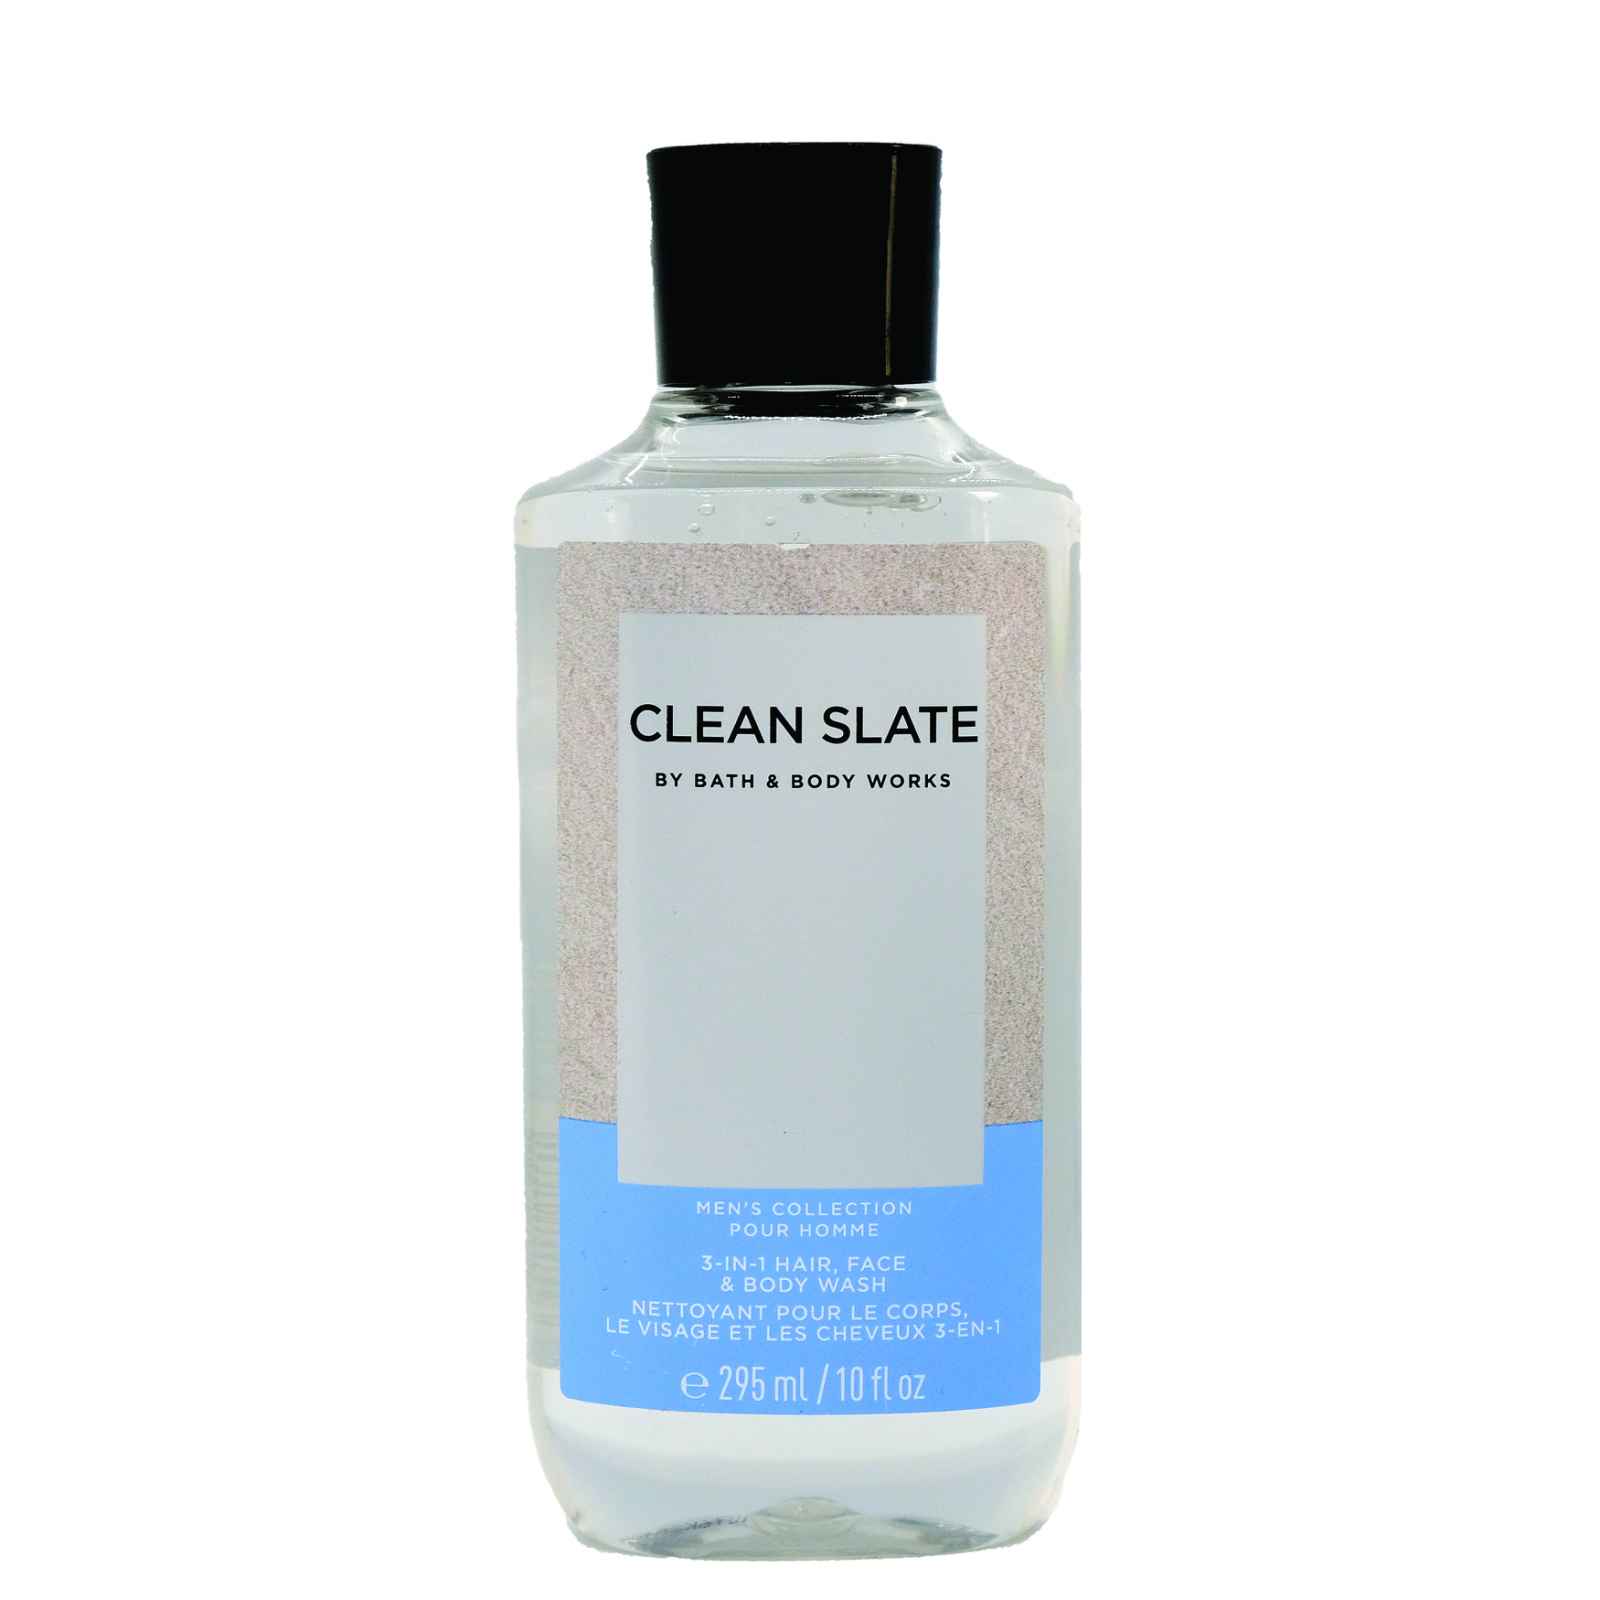 CLEAN SLATE
BY BATH & BODY WORKS
MEN'S COLLECTION
POUR HOMME
3-IN-1 HAIR, FACE
& BODY WASH
NETTOYANT POUR LE CORPS,
LE VISAGE ET LES CHEVEUX 3-EN-1
℮ 295 ml / 10 fl oz